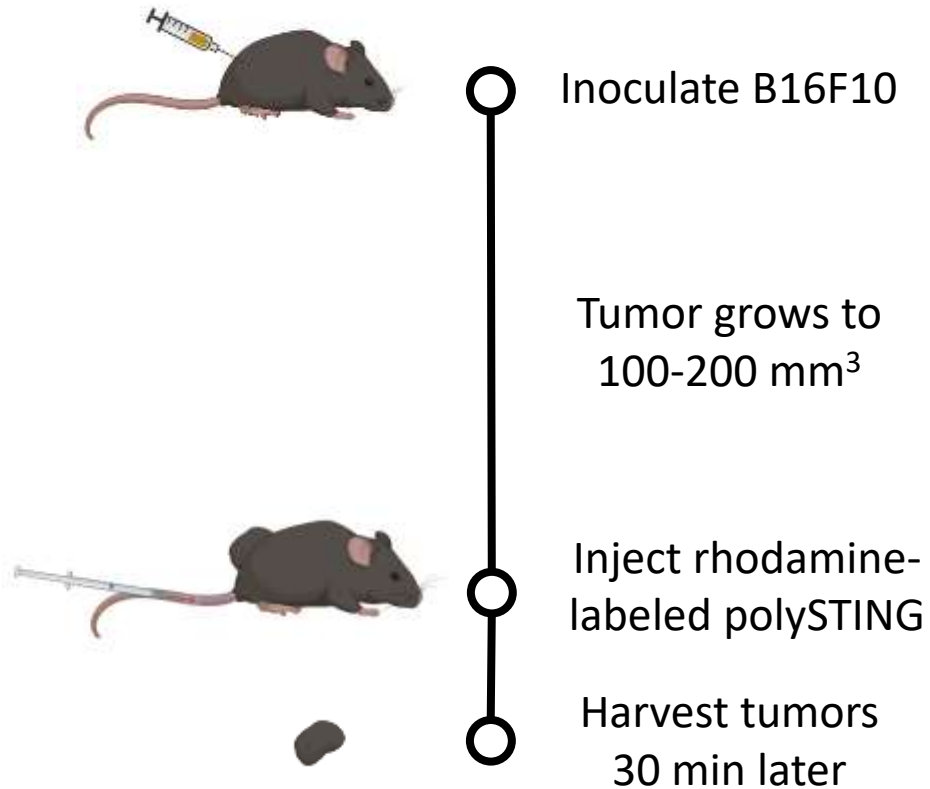 Inoculate B16F10
Tumor grows to
100-200 mm³
Inject rhodamine-
labeled polySTING
Harvest tumors
30 min later